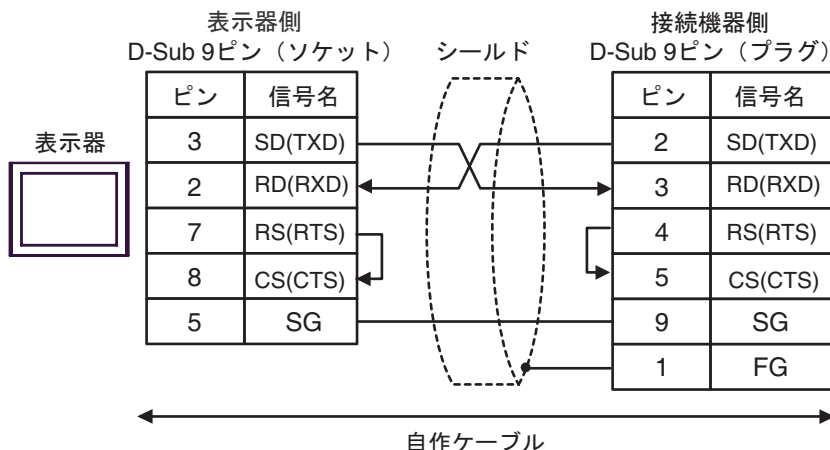 表示器側
D-Sub 9ピン（ソケット）
シールド
接続機器側
D-Sub 9ピン（プラグ）
表示器
ピン 信号名
3 SD(TXD)
2 RD(RXD)
7 RS(RTS)
8 CS(CTS)
5 SG
ピン 信号名
2 SD(TXD)
3 RD(RXD)
4 RS(RTS)
5 CS(CTS)
9 SG
1 FG
自作ケーブル